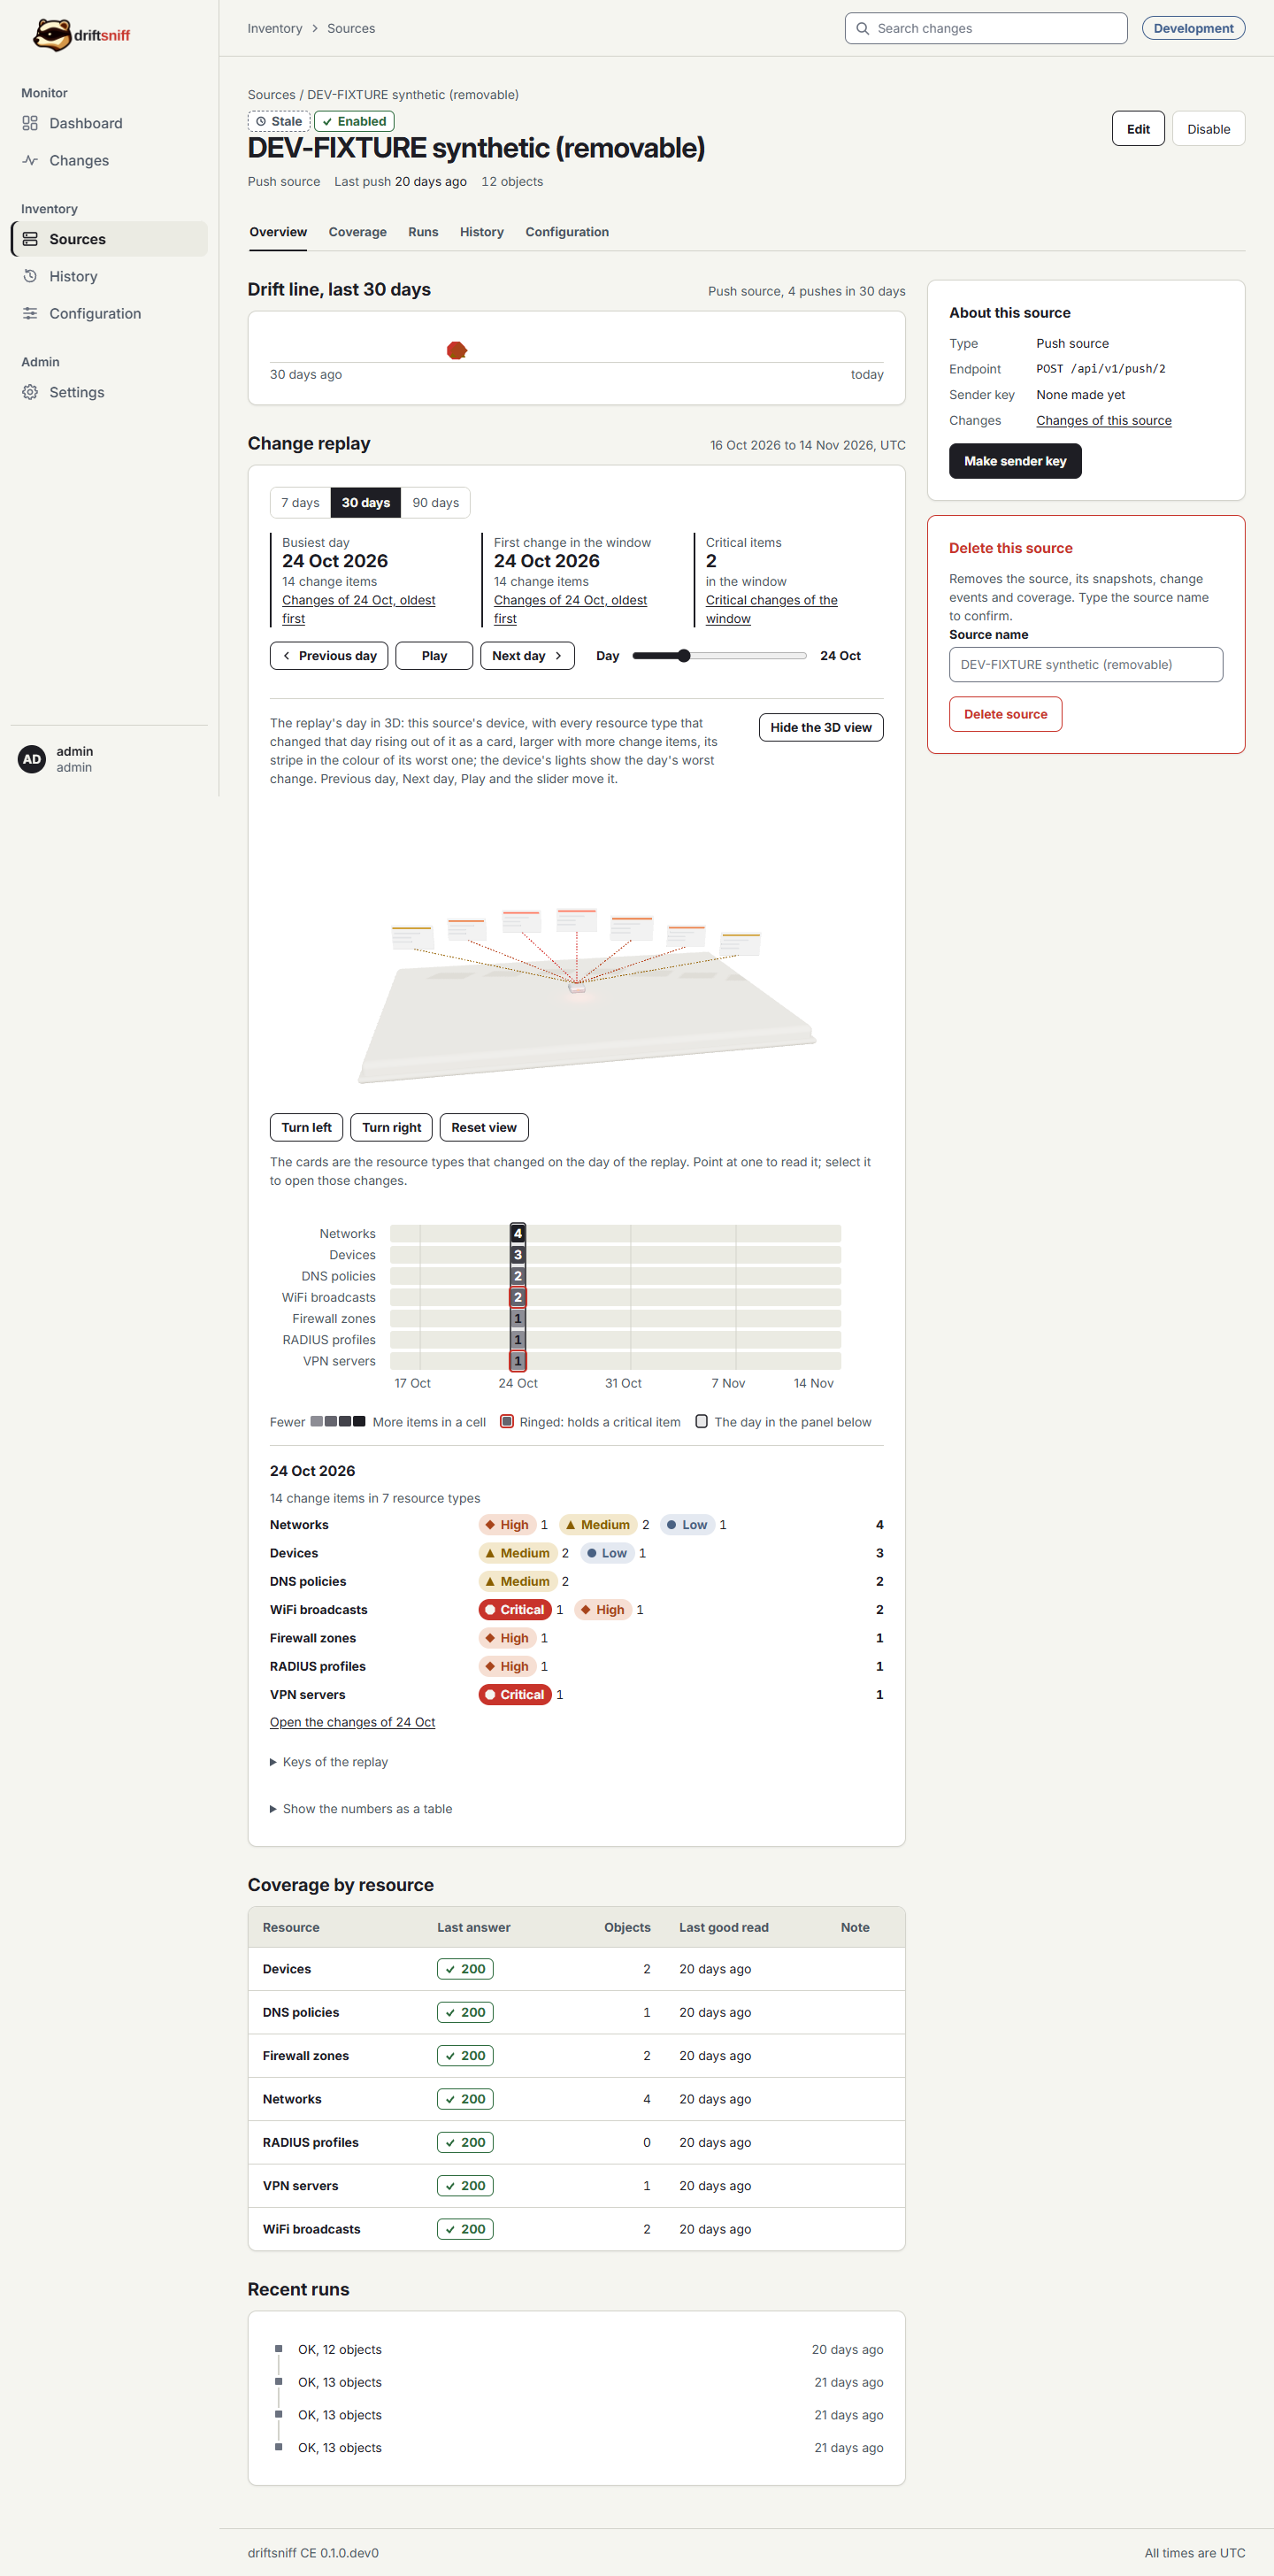 driftsniff
Monitor
Dashboard
Changes
Inventory
Sources
History
Configuration
Admin
Settings
AD
admin
admin
Inventory > Sources
Search changes
Development
Sources / DEV-FIXTURE synthetic (removable)
Stale
Enabled
DEV-FIXTURE synthetic (removable)
Push source Last push 20 days ago 12 objects
Edit
Disable
Overview
Coverage
Runs
History
Configuration
Drift line, last 30 days
Push source, 4 pushes in 30 days
30 days ago
today
Change replay
16 Oct 2026 to 14 Nov 2026, UTC
7 days
30 days
90 days
Busiest day
24 Oct 2026
14 change items
Changes of 24 Oct, oldest
first
First change in the window
24 Oct 2026
14 change items
Changes of 24 Oct, oldest
first
Critical items
2
in the window
Critical changes of the
window
Previous day
Play
Next day
Day
24 Oct
The replay's day in 3D: this source's device, with every resource type that
changed that day rising out of it as a card, larger with more change items, its
stripe in the colour of its worst one; the device's lights show the day's worst
change. Previous day, Next day, Play and the slider move it.
Hide the 3D view
Turn left
Turn right
Reset view
The cards are the resource types that changed on the day of the replay. Point at one to read it; select it
to open those changes.
Networks 4
Devices 3
DNS policies 2
WiFi broadcasts 2
Firewall zones 1
RADIUS profiles 1
VPN servers 1
17 Oct 24 Oct 31 Oct 7 Nov 14 Nov
Fewer More items in a cell Ringed: holds a critical item The day in the panel below
24 Oct 2026
14 change items in 7 resource types
Networks High 1 Medium 2 Low 1 4
Devices Medium 2 Low 1 3
DNS policies Medium 2 2
WiFi broadcasts Critical 1 High 1 2
Firewall zones High 1 1
RADIUS profiles High 1 1
VPN servers Critical 1 1
Open the changes of 24 Oct
Keys of the replay
Show the numbers as a table
Coverage by resource
Resource Last answer Objects Last good read Note
Devices 200 2 20 days ago
DNS policies 200 1 20 days ago
Firewall zones 200 2 20 days ago
Networks 200 4 20 days ago
RADIUS profiles 200 0 20 days ago
VPN servers 200 1 20 days ago
WiFi broadcasts 200 2 20 days ago
Recent runs
OK, 12 objects 20 days ago
OK, 13 objects 21 days ago
OK, 13 objects 21 days ago
OK, 13 objects 21 days ago
About this source
Type Push source
Endpoint POST /api/v1/push/2
Sender key None made yet
Changes Changes of this source
Make sender key
Delete this source
Removes the source, its snapshots, change
events and coverage. Type the source name
to confirm.
Source name
DEV-FIXTURE synthetic (removable)
Delete source
driftsniff CE 0.1.0.dev0
All times are UTC